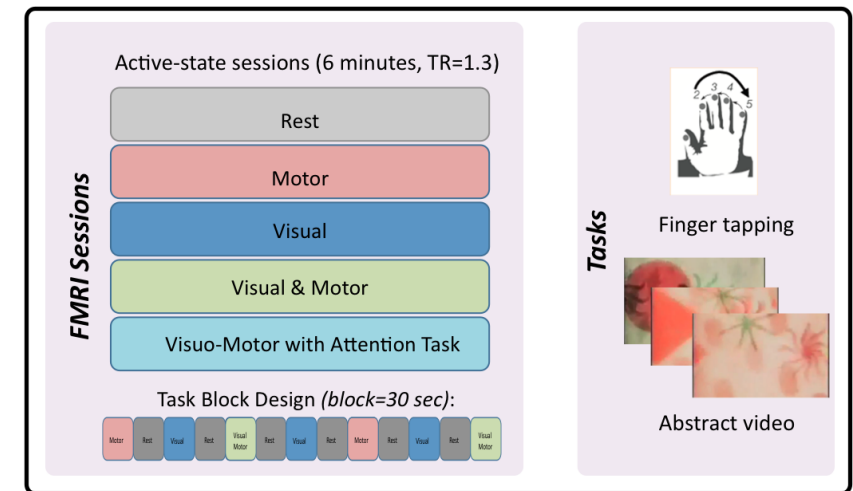 Active-state sessions (6 minutes, TR=1.3)
Rest
Motor
Visual
Visual & Motor
Visuo-Motor with Attention Task
FMRI Sessions
Task Block Design (block=30 sec):
Motor
Rest
Visual
Rest
Visual
Motor
Rest
Visual
Rest
Motor
Rest
Visual
Rest
Visual
Motor
Tasks
2 3 4 5
Finger tapping
Abstract video